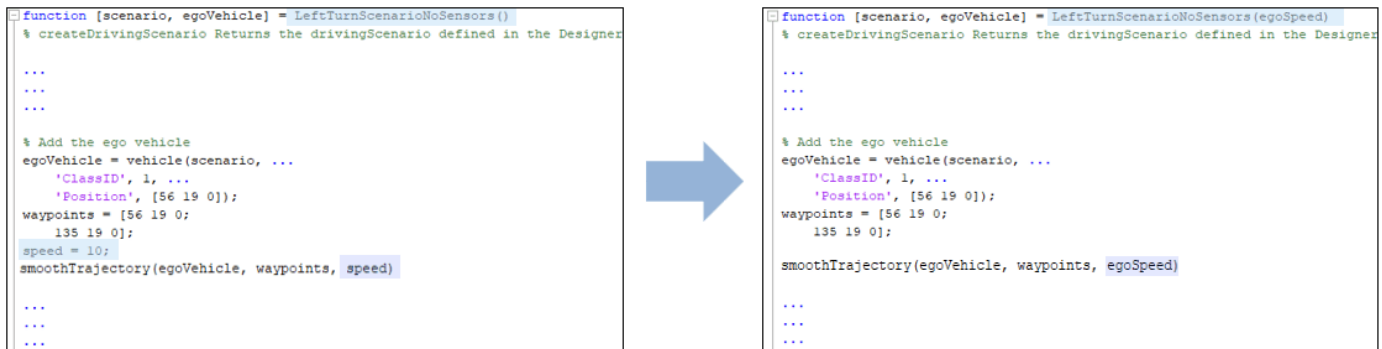 function [scenario, egoVehicle] = LeftTurnScenarioNoSensors()
% createDrivingScenario Returns the drivingScenario defined in the Designer
...
...
...
% Add the ego vehicle
egoVehicle = vehicle(scenario, ...
'ClassID', 1, ...
'Position', [56 19 0]);
waypoints = [56 19 0;
135 19 0];
speed = 10;
smoothTrajectory(egoVehicle, waypoints, speed)
...
...
...
function [scenario, egoVehicle] = LeftTurnScenarioNoSensors(egoSpeed)
% createDrivingScenario Returns the drivingScenario defined in the Designer
...
...
...
% Add the ego vehicle
egoVehicle = vehicle(scenario, ...
'ClassID', 1, ...
'Position', [56 19 0]);
waypoints = [56 19 0;
135 19 0];
smoothTrajectory(egoVehicle, waypoints, egoSpeed)
...
...
...